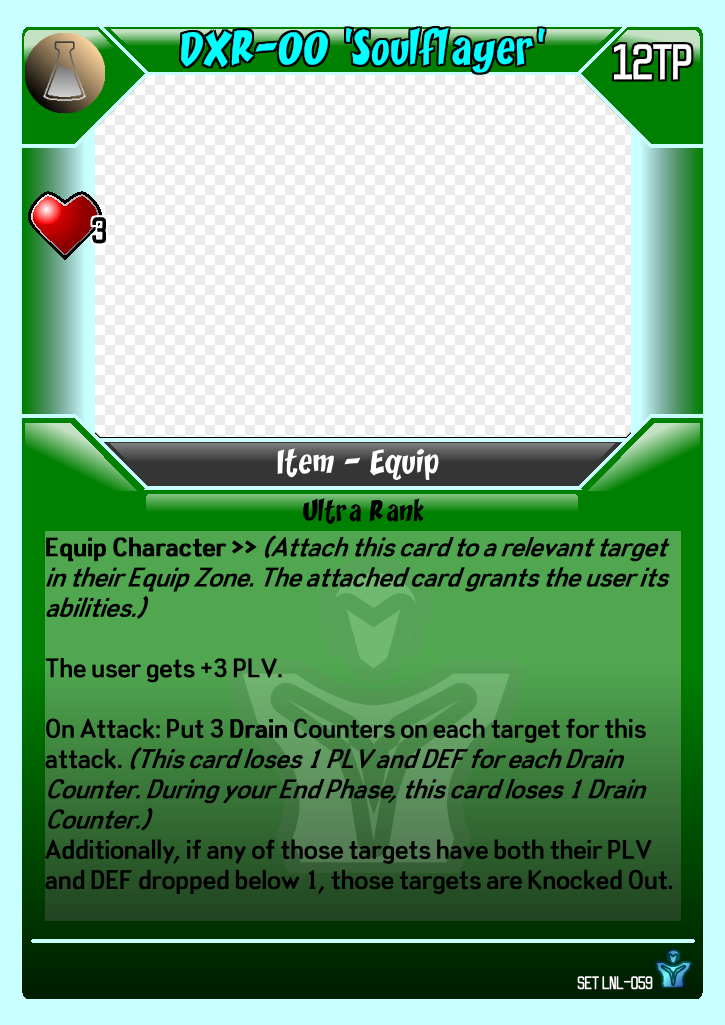 DXR-00 'Soulflayer'
12TP
3
Item - Equip
Ultra Rank
Equip Character >> (Attach this card to a relevant target
in their Equip Zone. The attached card grants the user its
abilities.)
The user gets +3 PLV.
On Attack: Put 3 Drain Counters on each target for this
attack. (This card loses 1 PLV and DEF for each Drain
Counter. During your End Phase, this card loses 1 Drain
Counter.)
Additionally, if any of those targets have both their PLV
and DEF dropped below 1, those targets are Knocked Out.
SET LNL-059